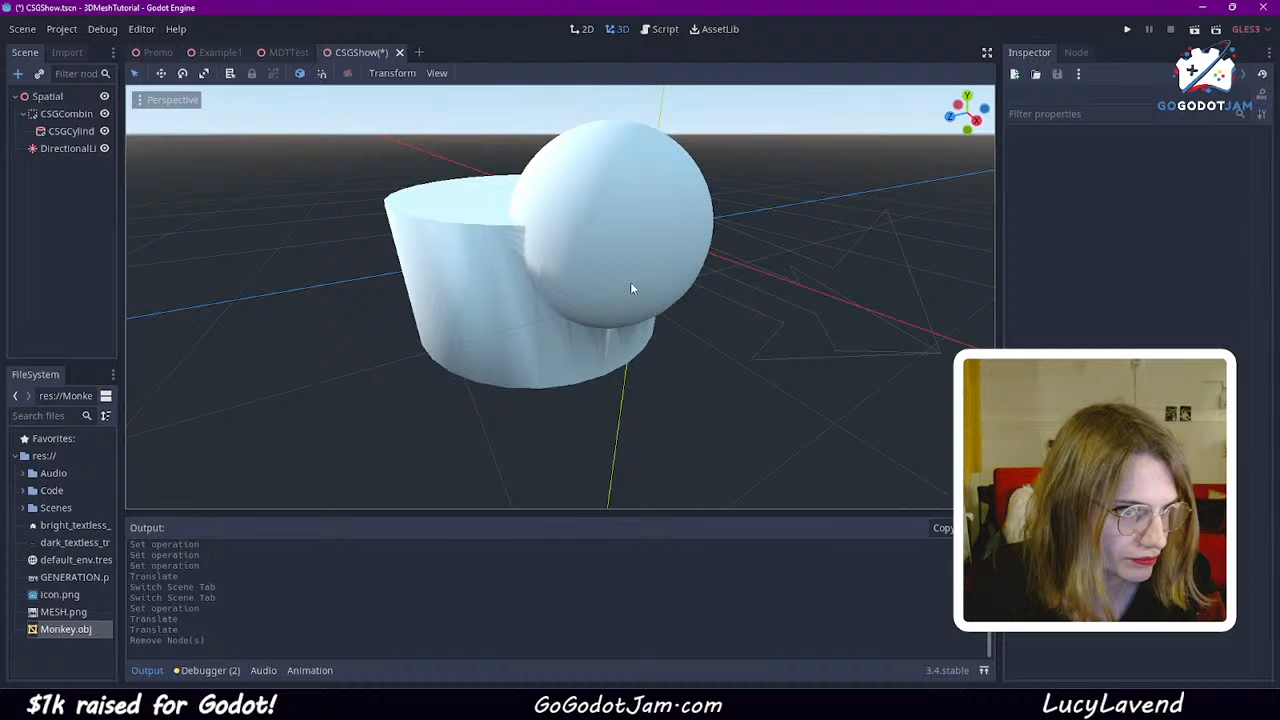 (*) CSGShow.tscn - 3DMeshTutorial - Godot Engine
Scene Project Debug Editor Help
2D 3D Script AssetLib
GLES3
Scene Import
Promo Example1 MDTTest CSGShow(*)
Inspector Node
Filter nod
Transform View
Spatial
CSGCombin
CSGCylind
DirectionalLi
Perspective
Y
Z X
Filter properties
GOGODOTJAM
FileSystem
res://Monke
Search files
Favorites:
res://
Audio
Code
Scenes
bright_textless_
dark_textless_tr
default_env.tres
GENERATION.p
icon.png
MESH.png
Monkey.obj
Output:
Copy
Set operation
Set operation
Set operation
Translate
Switch Scene Tab
Switch Scene Tab
Set operation
Translate
Translate
Remove Node(s)
Output Debugger (2) Audio Animation
3.4.stable
$1k raised for Godot! GoGodotJam.com LucyLavend